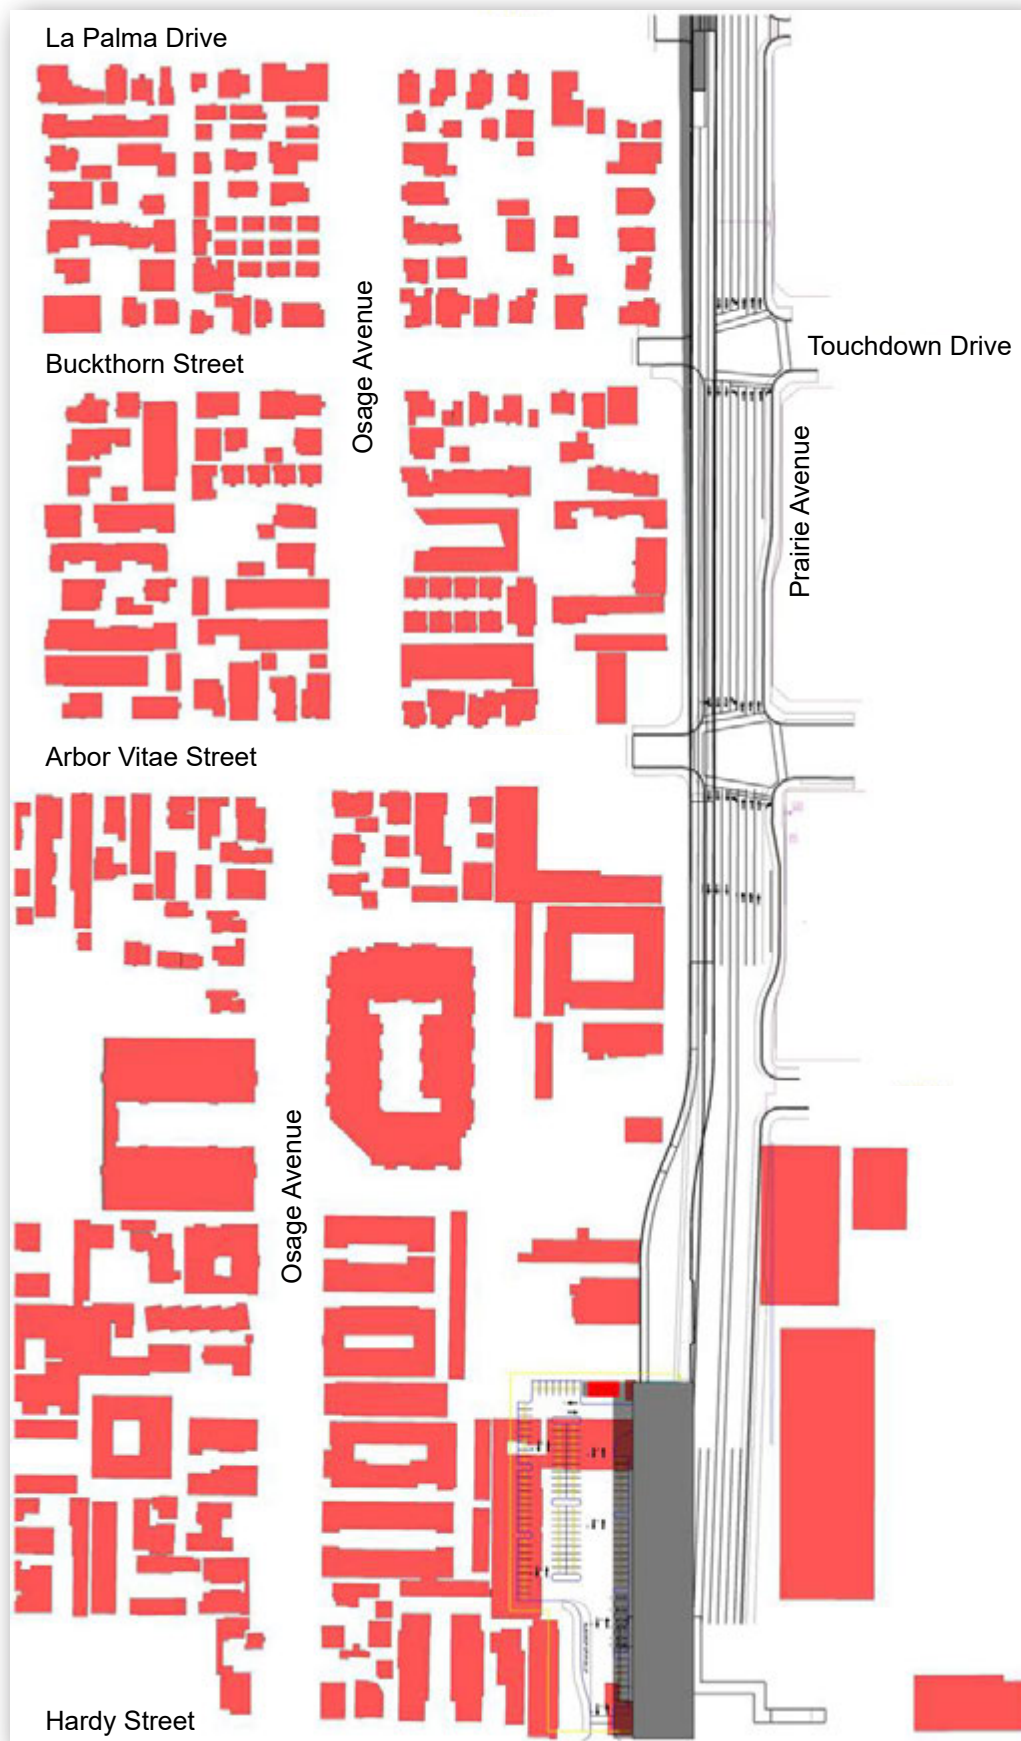 La Palma Drive
Osage Avenue
Buckthorn Street
Touchdown Drive
Prairie Avenue
Arbor Vitae Street
Osage Avenue
Hardy Street